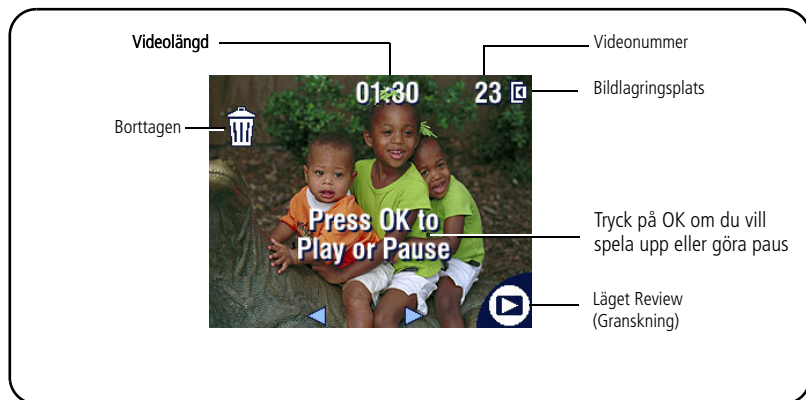 Videolängd
Videonummer
01:30
23
Bildlagringsplats
Borttagen
Press OK to
Play or Pause
Tryck på OK om du vill
spela upp eller göra paus
Läget Review
(Granskning)